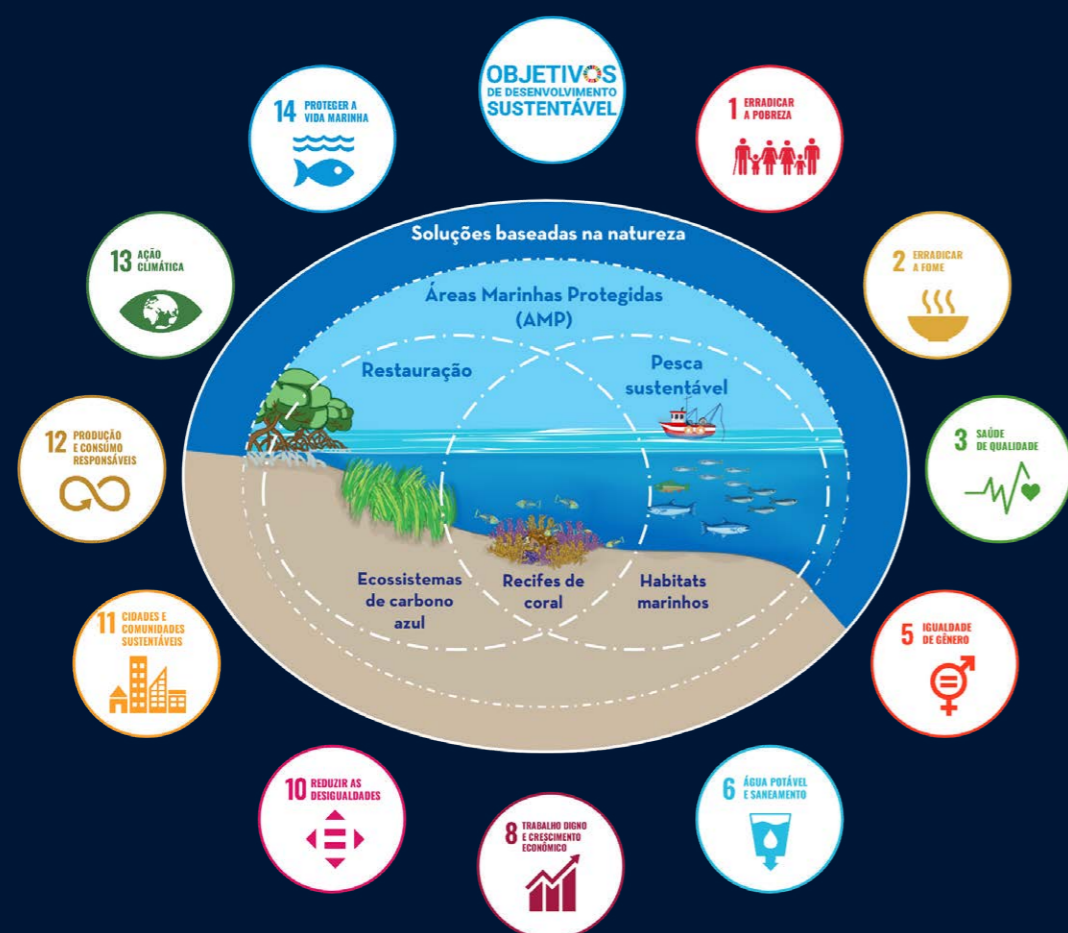 OBJETIVOS
DE DESENVOLVIMENTO
SUSTENTÁVEL
1 ERRADICAR
A POBREZA
2 ERRADICAR
A FOME
3 SAÚDE
DE QUALIDADE
5 IGUALDADE
DE GÊNERO
6 ÁGUA POTÁVEL
E SANEAMENTO
8 TRABALHO DIGNO
E CRESCIMENTO
ECONÔMICO
10 REDUZIR AS
DESIGUALDADES
11 CIDADES E
COMUNIDADES
SUSTENTÁVEIS
12 PRODUÇÃO
E CONSUMO
RESPONSÁVEIS
13 AÇÃO
CLIMÁTICA
14 PROTEGER A
VIDA MARINHA
Soluções baseadas na natureza
Áreas Marinhas Protegidas
(AMP)
Restauração
Pesca
sustentável
Ecossistemas
de carbono
azul
Recifes de
coral
Habitats
marinhos